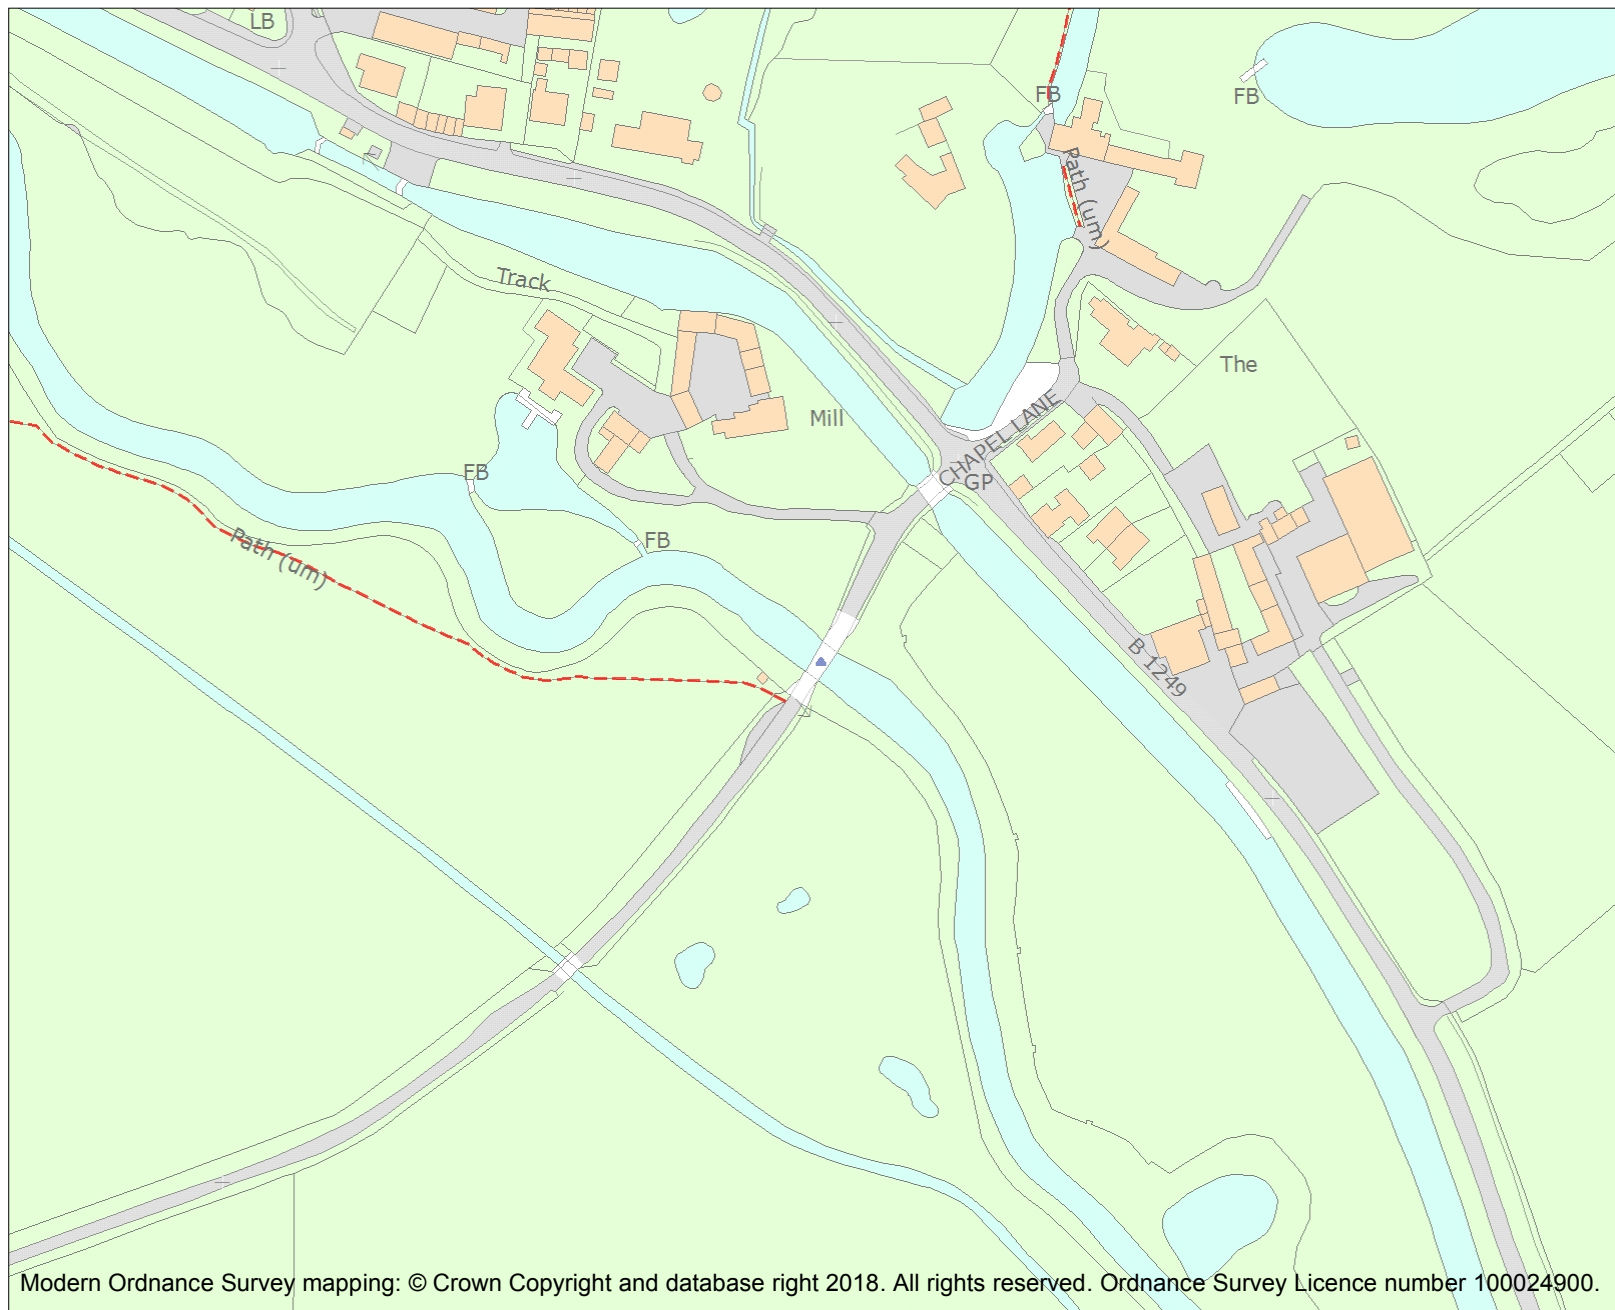 LB
FB
FB
Path (um)
Track
The
Mill
CHAPEL LANE
GP
FB
FB
Path (um)
B 1249
Modern Ordnance Survey mapping: © Crown Copyright and database right 2018. All rights reserved. Ordnance Survey Licence number 100024900.